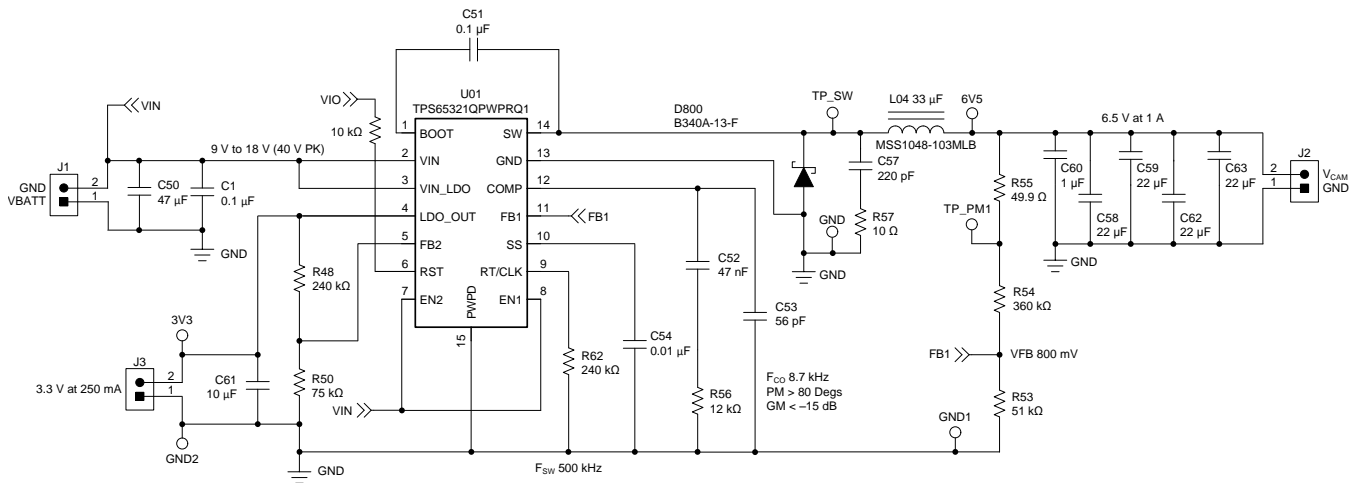 C51
0.1 µF
U01
TPS65321QPWPRQ1
VIN
VIO
10 kΩ
1 BOOT SW 14
2 VIN GND 13
3 VIN_LDO COMP 12
4 LDO_OUT FB1 11
5 FB2 SS 10
6 RST RT/CLK 9
7 EN2 EN1 8
PWPD
15
FB1
9 V to 18 V (40 V PK)
J1
GND 2
VBATT 1
C50
47 µF
C1
0.1 µF
GND
R48
240 kΩ
3V3
J3
2
1
3.3 V at 250 mA
C61
10 µF
R50
75 kΩ
GND2
GND
VIN
R62
240 kΩ
C54
0.01 µF
C52
47 nF
C53
56 pF
R56
12 kΩ
FCO 8.7 kHz
PM > 80 Degs
GM < –15 dB
FSW 500 kHz
D800
B340A-13-F
TP_SW
L04 33 µF
MSS1048-103MLB
6V5
C57
220 pF
R57
10 Ω
GND
GND
6.5 V at 1 A
R55
49.9 Ω
TP_PM1
R54
360 kΩ
FB1
VFB 800 mV
R53
51 kΩ
GND1
C60
1 µF
C58
22 µF
C59
22 µF
C62
22 µF
C63
22 µF
GND
J2
2 VCAM
1 GND